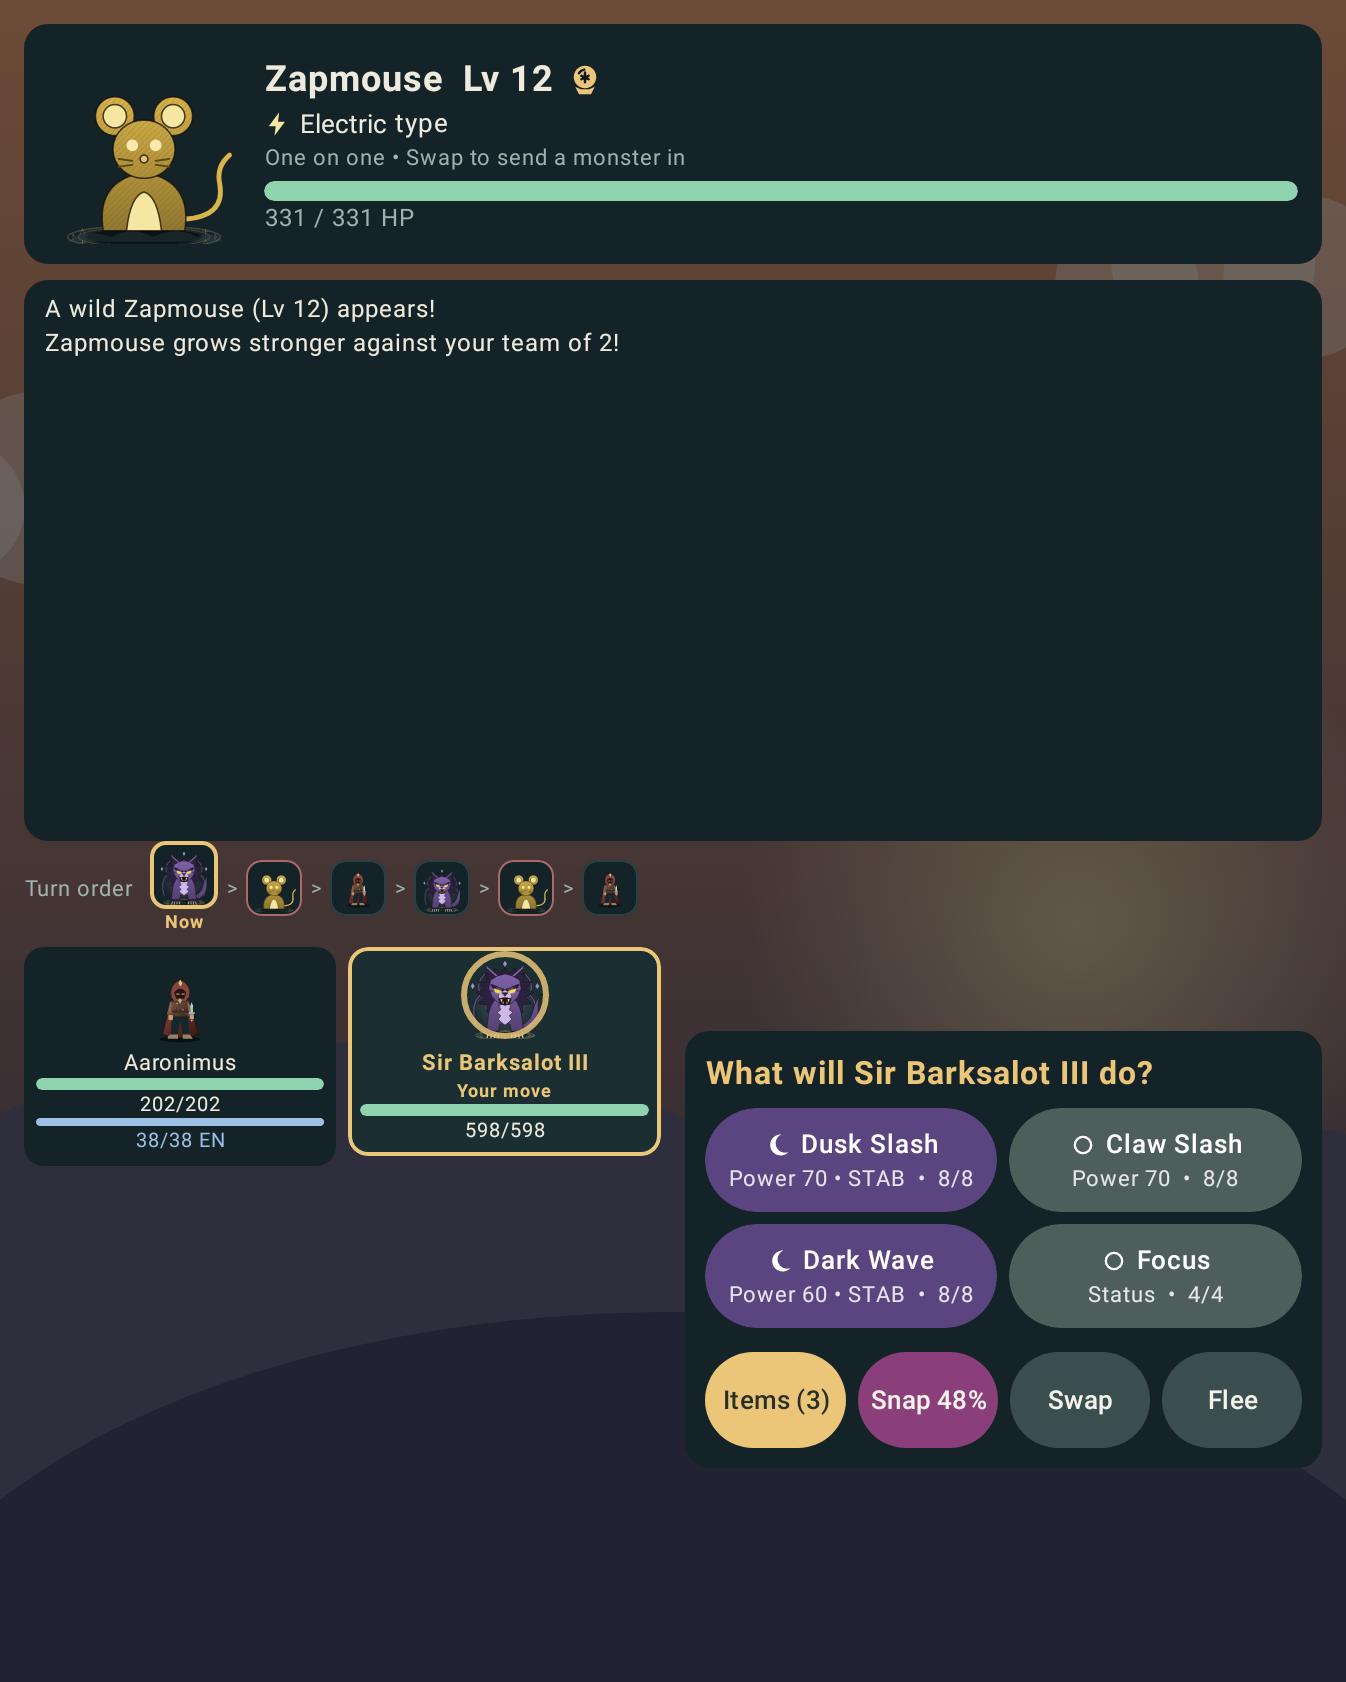 Zapmouse Lv 12
Electric type
One on one • Swap to send a monster in
331 / 331 HP
A wild Zapmouse (Lv 12) appears!
Zapmouse grows stronger against your team of 2!
Turn order > > > > >
Now
Aaronimus
202/202
38/38 EN
Sir Barksalot III
Your move
598/598
What will Sir Barksalot III do?
Dusk Slash
Power 70 • STAB • 8/8
Claw Slash
Power 70 • 8/8
Dark Wave
Power 60 • STAB • 8/8
Focus
Status • 4/4
Items (3)
Snap 48%
Swap
Flee